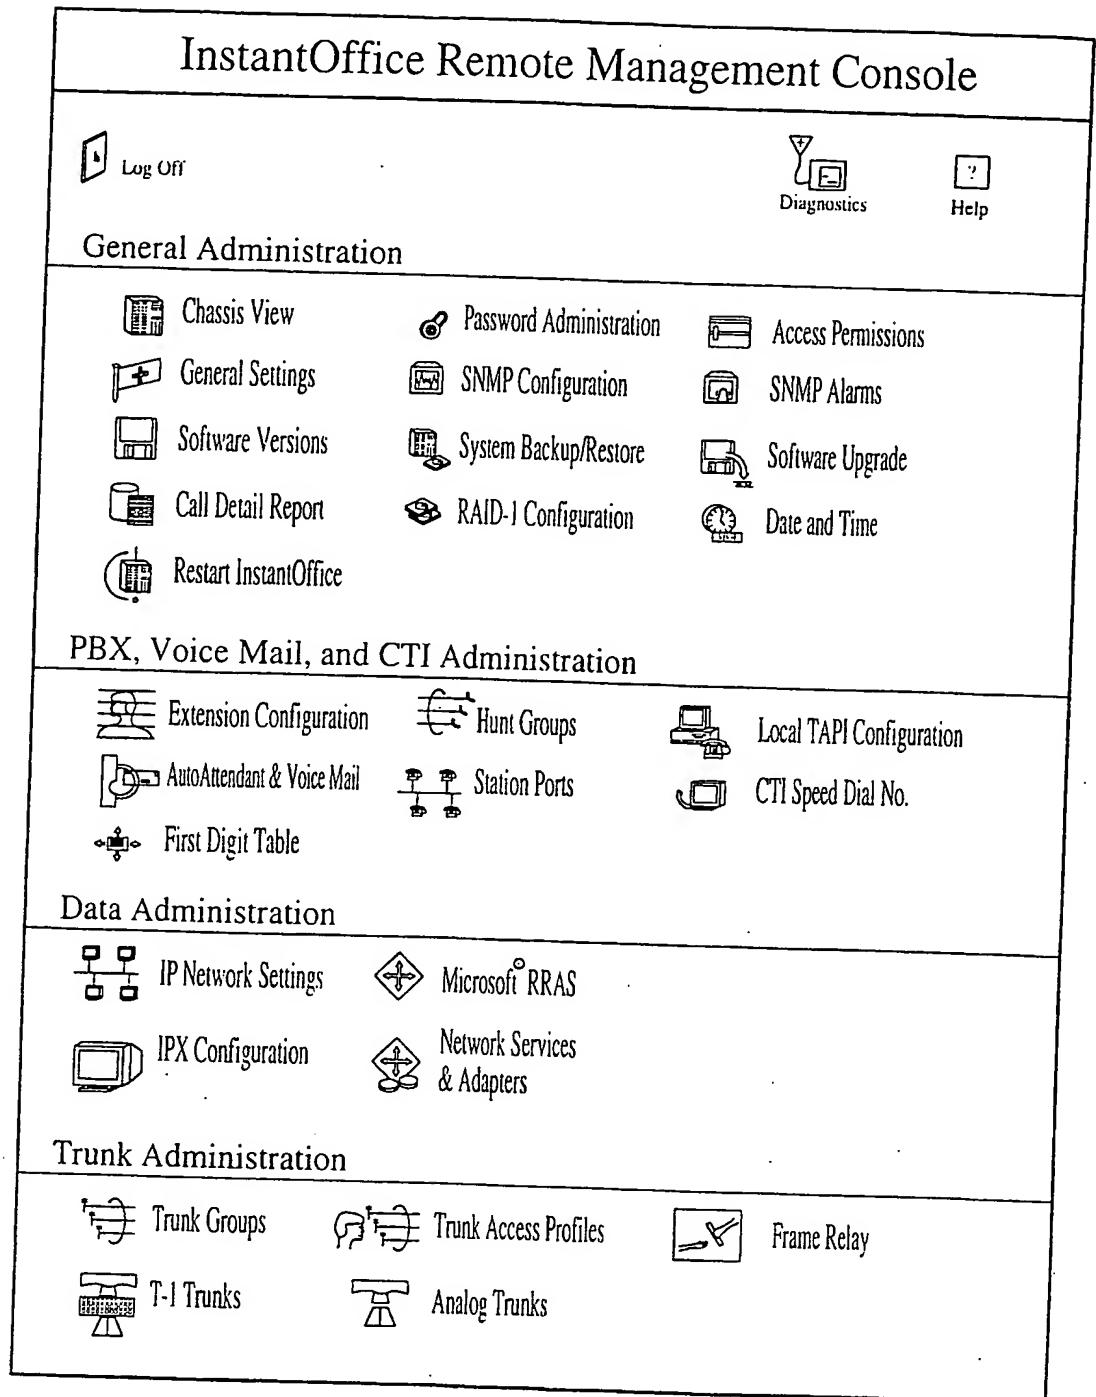 InstantOffice Remote Management Console
Log Off
Diagnostics
Help
General Administration
Chassis View
Password Administration
Access Permissions
General Settings
SNMP Configuration
SNMP Alarms
Software Versions
System Backup/Restore
Software Upgrade
Call Detail Report
RAID-1 Configuration
Date and Time
Restart InstantOffice
PBX, Voice Mail, and CTI Administration
Extension Configuration
Hunt Groups
Local TAPI Configuration
AutoAttendant & Voice Mail
Station Ports
CTI Speed Dial No.
First Digit Table
Data Administration
IP Network Settings
Microsoft® RRAS
IPX Configuration
Network Services
& Adapters
Trunk Administration
Trunk Groups
Trunk Access Profiles
Frame Relay
T-1 Trunks
Analog Trunks